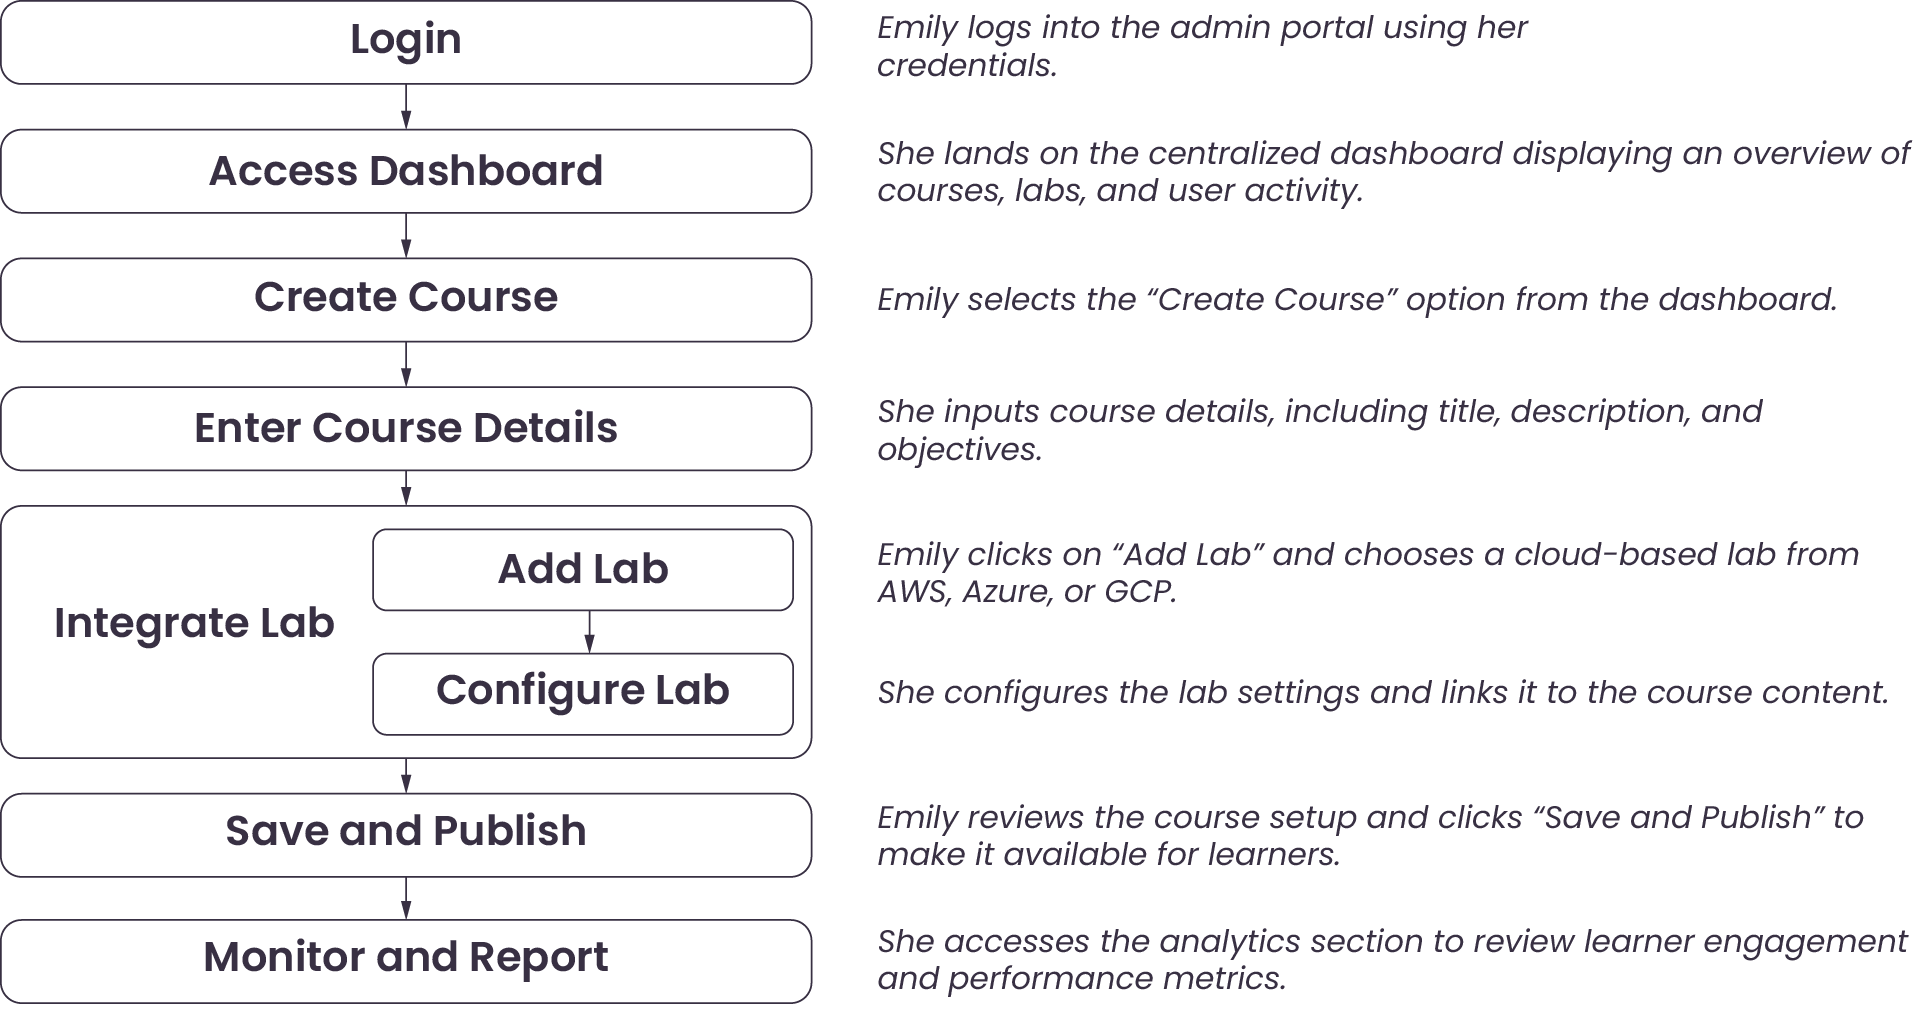 Login
Emily logs into the admin portal using her
credentials.
Access Dashboard
She lands on the centralized dashboard displaying an overview of
courses, labs, and user activity.
Create Course
Emily selects the “Create Course” option from the dashboard.
Enter Course Details
She inputs course details, including title, description, and
objectives.
Integrate Lab
Add Lab
Emily clicks on “Add Lab” and chooses a cloud-based lab from
AWS, Azure, or GCP.
Configure Lab
She configures the lab settings and links it to the course content.
Save and Publish
Emily reviews the course setup and clicks “Save and Publish” to
make it available for learners.
Monitor and Report
She accesses the analytics section to review learner engagement
and performance metrics.